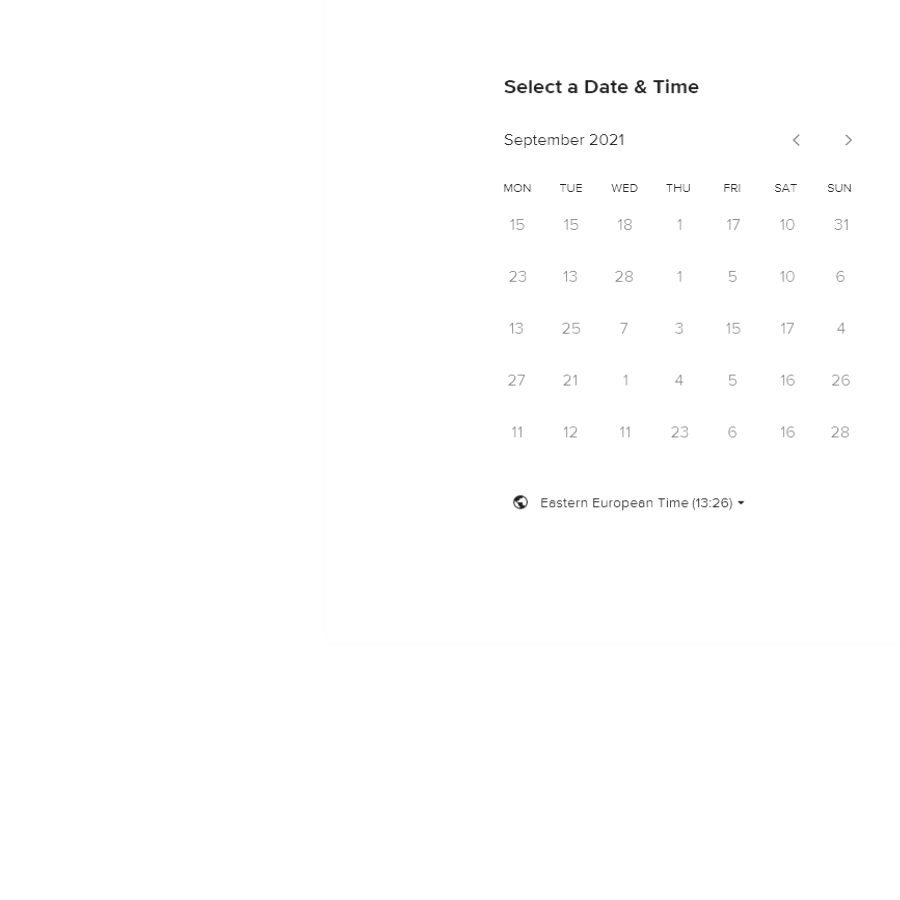 Select a Date & Time
September 2021
MON TUE WED THU FRI SAT SUN
15 15 18 1 17 10 31
23 13 28 1 5 10 6
13 25 7 3 15 17 4
27 21 1 4 5 16 26
11 12 11 23 6 16 28
Eastern European Time (13:26)